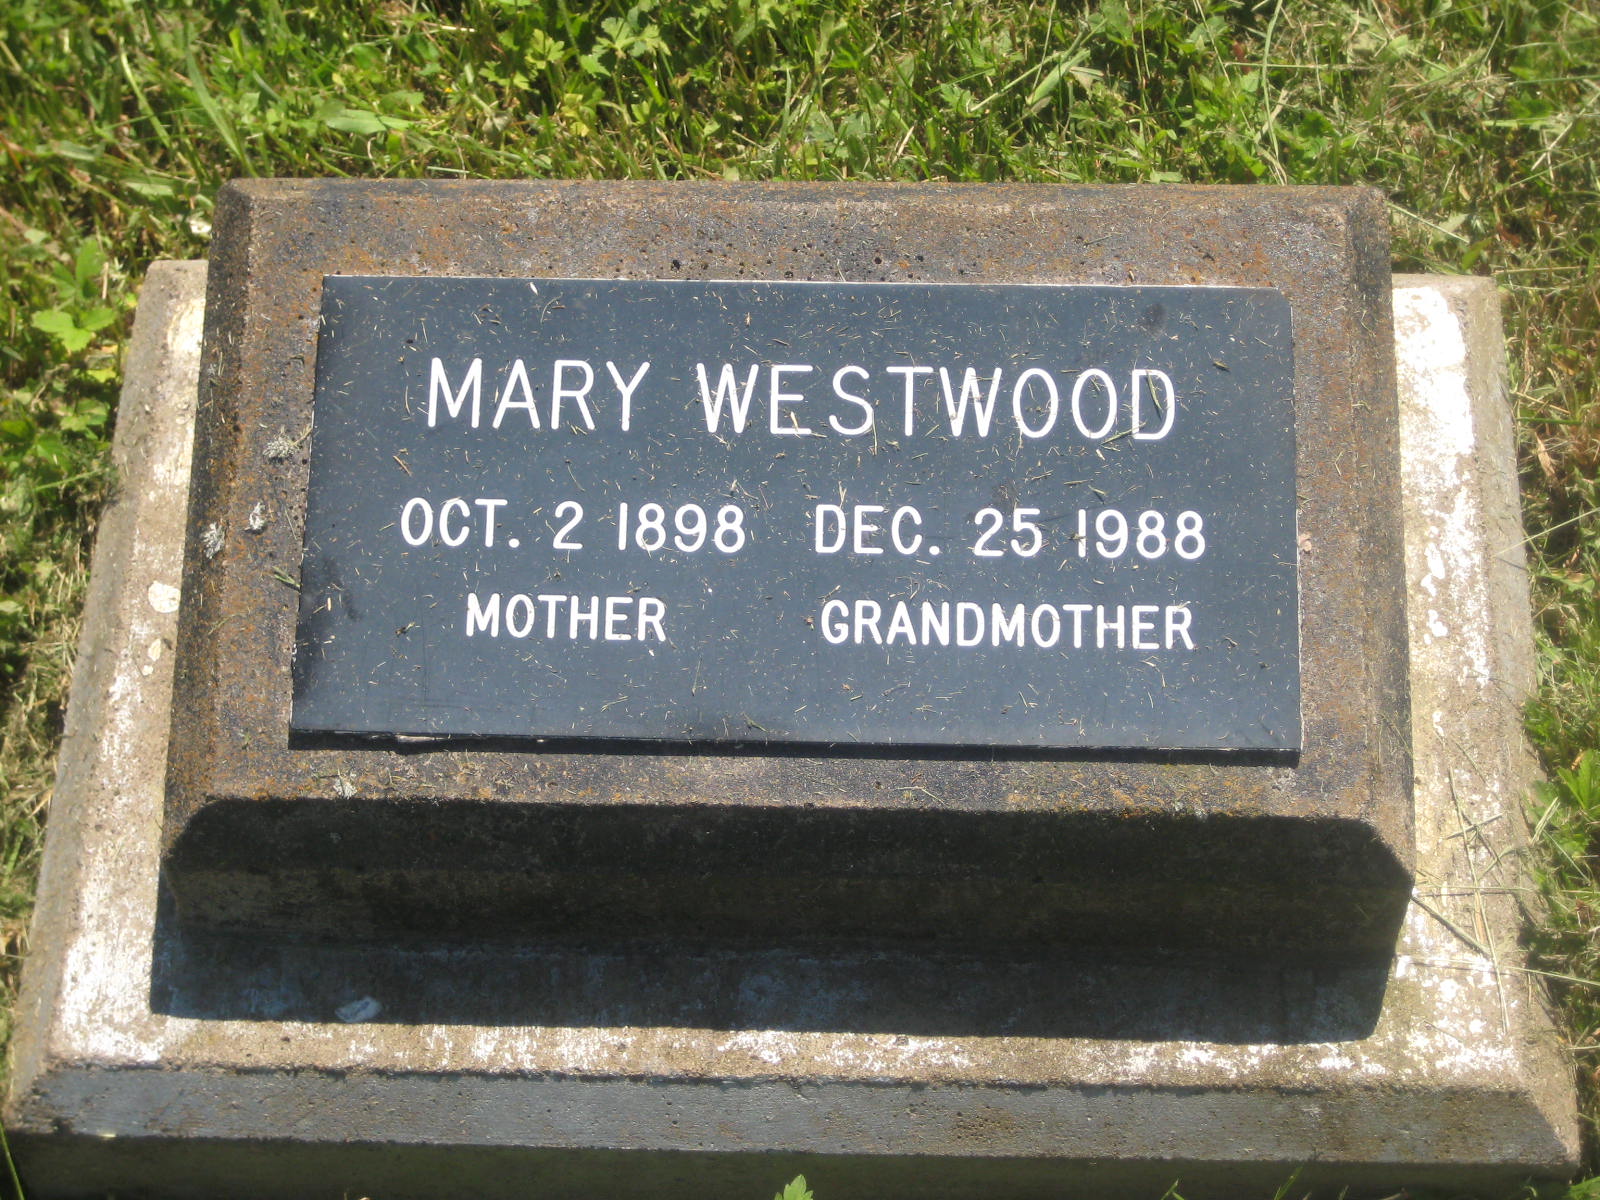 MARY WESTWOOD
OCT. 2 1898 DEC. 25 1988
MOTHER GRANDMOTHER